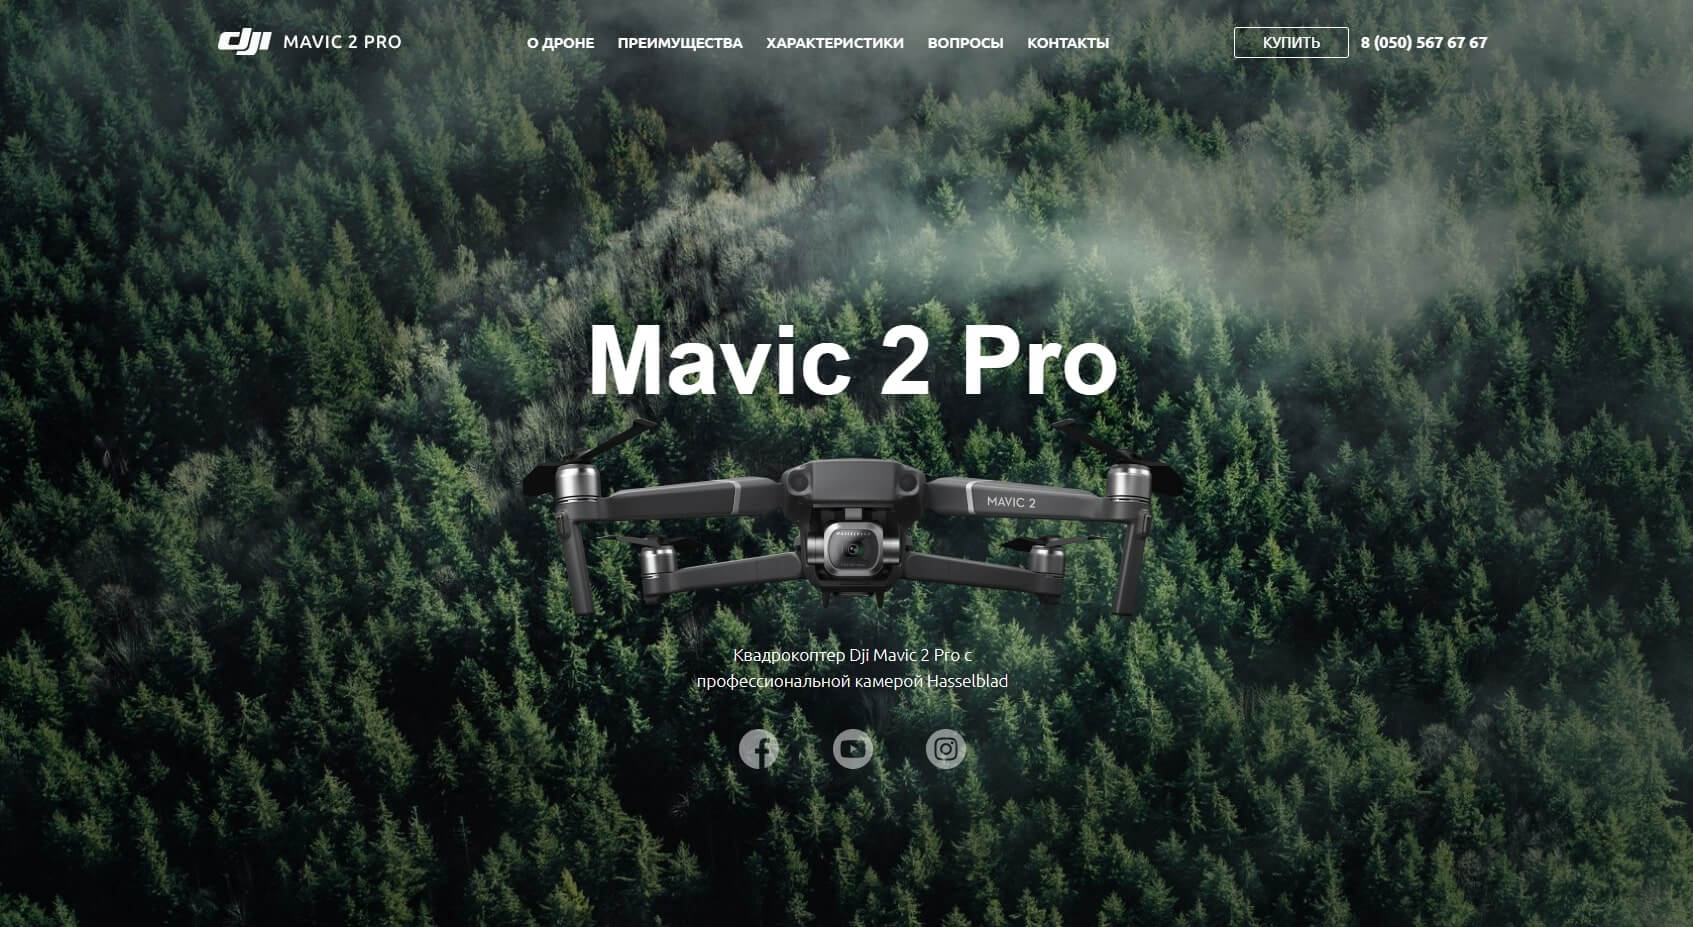 dji MAVIC 2 PRO
О ДРОНЕ ПРЕИМУЩЕСТВА ХАРАКТЕРИСТИКИ ВОПРОСЫ КОНТАКТЫ
КУПИТЬ 8 (050) 567 67 67
Mavic 2 Pro
MAVIC 2
HASSELBLAD
Квадрокоптер Dji Mavic 2 Pro с
профессиональной камерой Hasselblad